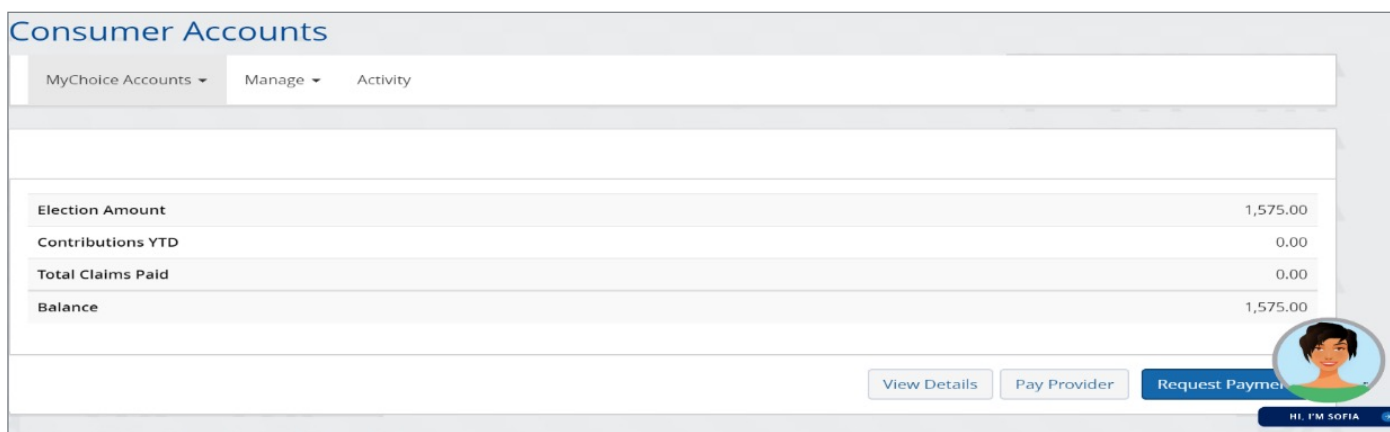 Consumer Accounts
MyChoice Accounts Manage Activity
Election Amount 1,575.00
Contributions YTD 0.00
Total Claims Paid 0.00
Balance 1,575.00
View Details Pay Provider Request
HI, I'M SOFIA